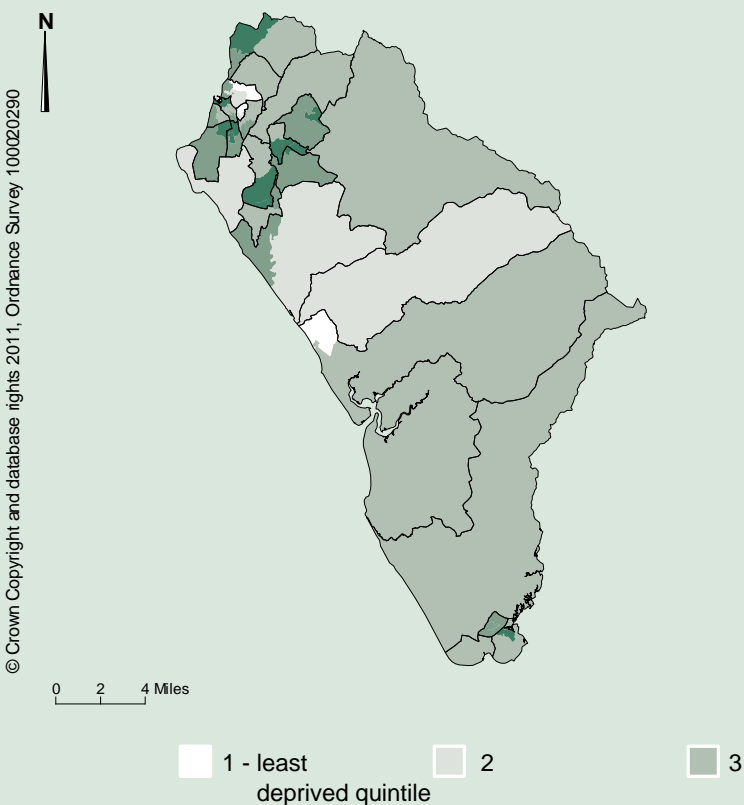 N
© Crown Copyright and database rights 2011, Ordnance Survey 100020290
0 2 4 Miles
1 - least
deprived quintile
2
3